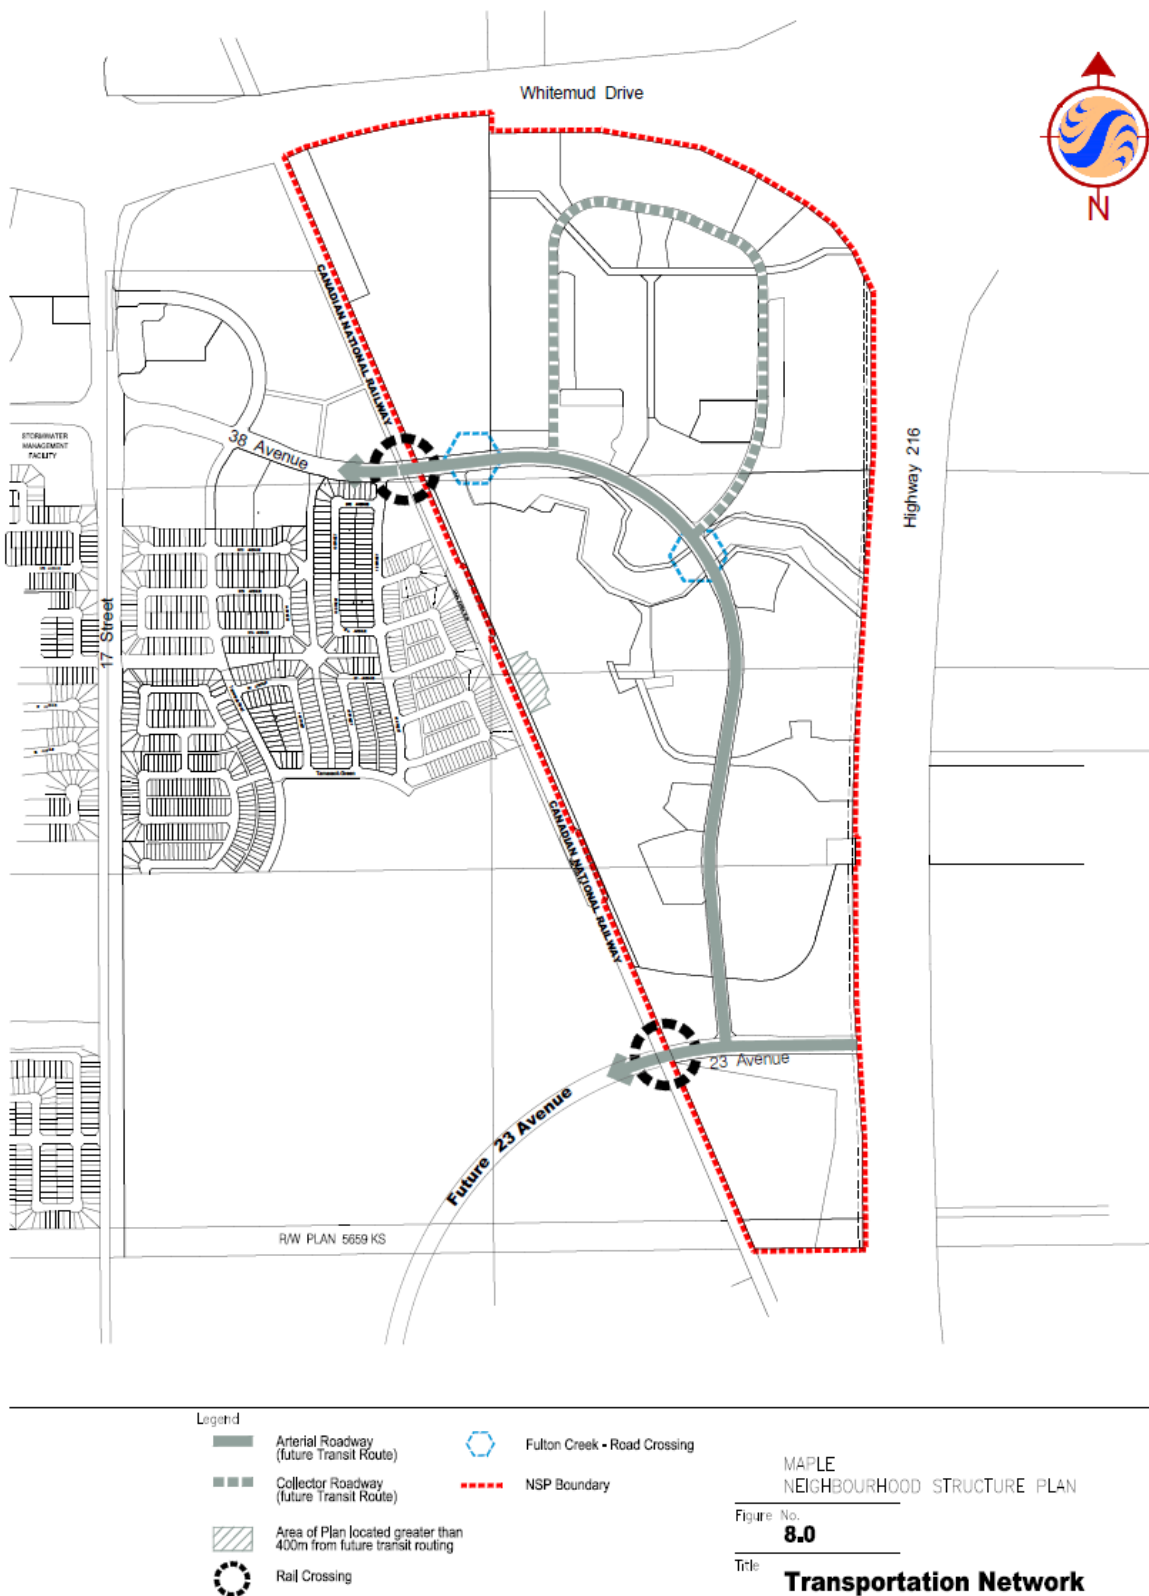 Whitemud Drive
N
CANADIAN NATIONAL RAILWAY
38 Avenue
STORMWATER
MANAGEMENT
FACILITY
Highway 216
17 Street
Tamarack Green
CANADIAN NATIONAL RAILWAY
23 Avenue
Future 23 Avenue
R/W PLAN 5659 KS
Legend
Arterial Roadway
(future Transit Route)
Collector Roadway
(future Transit Route)
Area of Plan located greater than
400m from future transit routing
Rail Crossing
Fulton Creek - Road Crossing
NSP Boundary
MAPLE
NEIGHBOURHOOD STRUCTURE PLAN
Figure No.
8.0
Title
Transportation Network